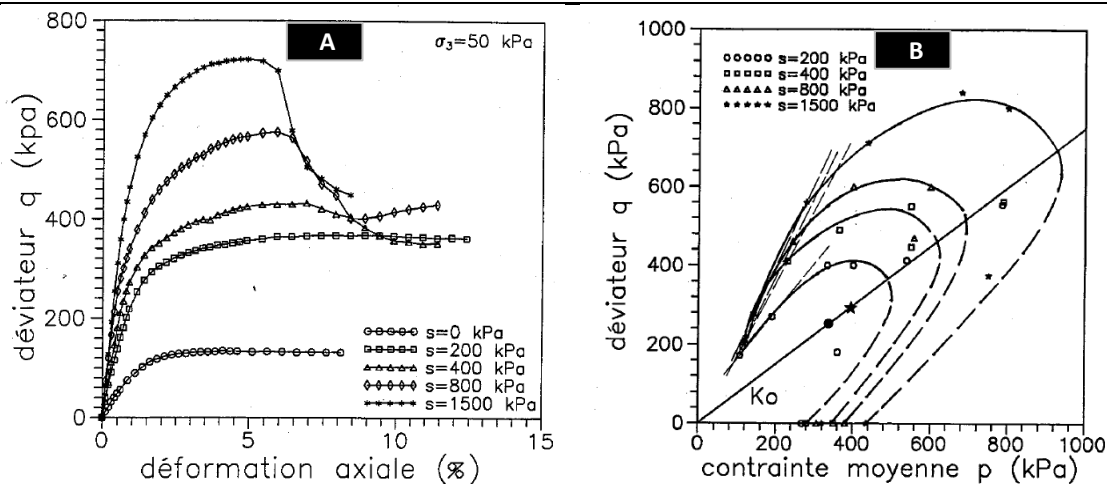 A
σ₃=50 kPa
800
600
400
200
0
déviateur q (kpa)
s=0 kPa
s=200 kPa
s=400 kPa
s=800 kPa
s=1500 kPa
0
5
10
15
déformation axiale (%)
B
1000
800
600
400
200
0
déviateur q (kPa)
s=200 kPa
s=400 kPa
s=800 kPa
s=1500 kPa
Ko
0
200
400
600
800
1000
contrainte moyenne p (kPa)